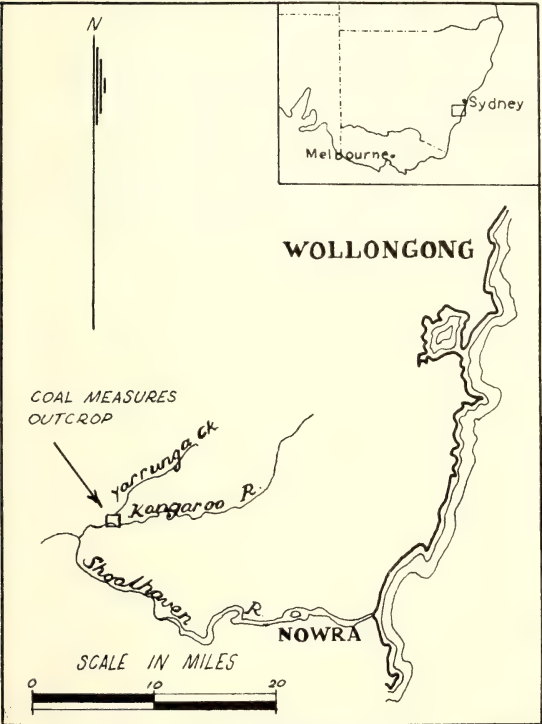 N
Sydney
Melbourne
WOLLONGONG
COAL MEASURES
OUTCROP
Yarrunga Ck
Kangaroo R.
Shoalhaven R.
NOWRA
SCALE IN MILES
0 10 20